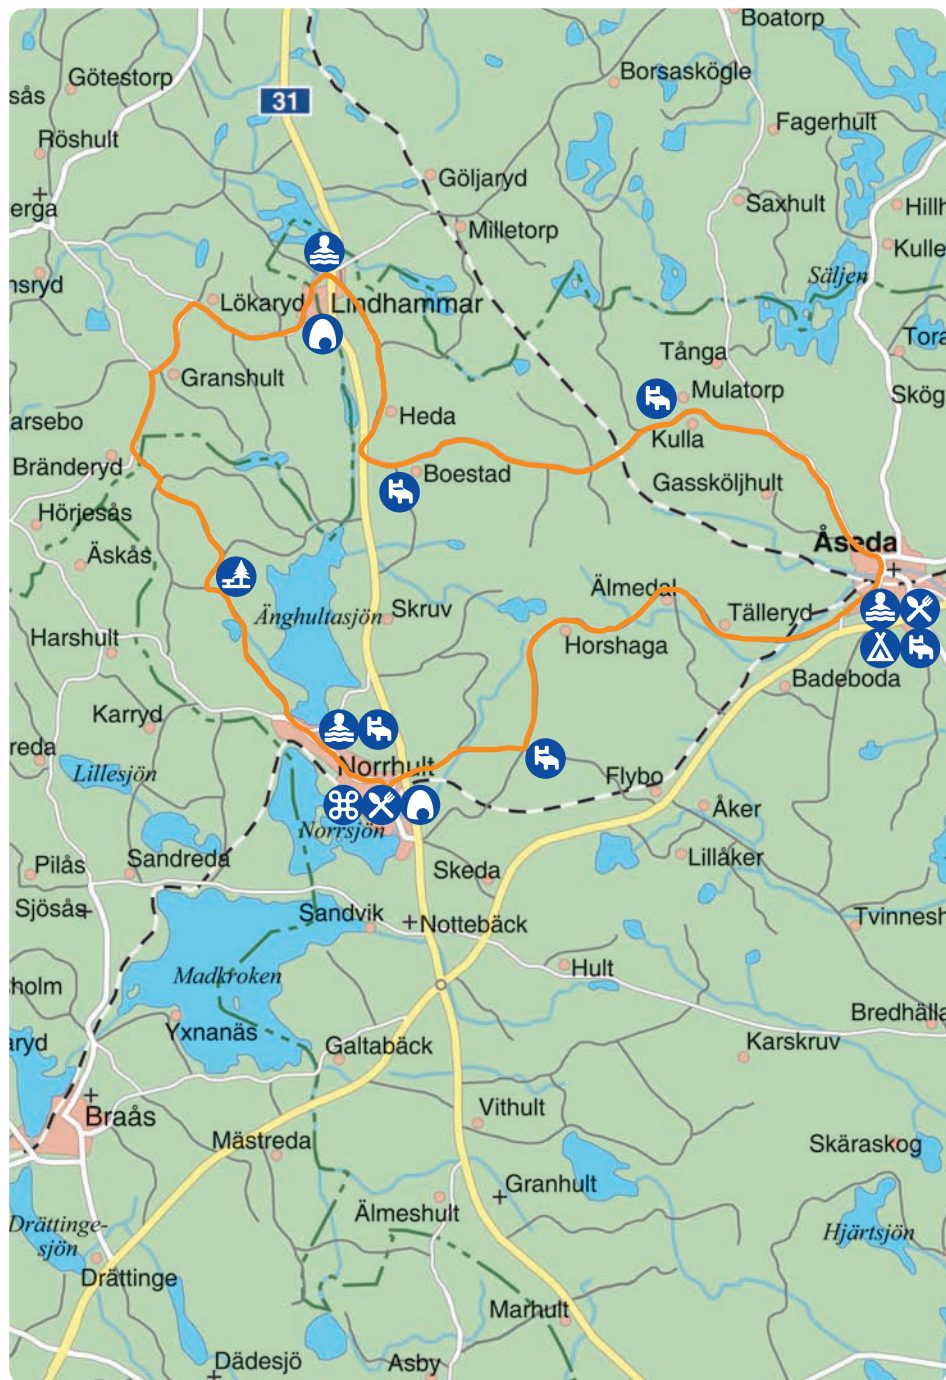 Boatorp
Götestorp
Borsaskögle
sås
31
Fagerhult
Röshult
Göljaryd
Saxhult
erga
Hillh
Milletorp
Kulle
Säljen
nsryd
Lökaryd
Lindhammar
Tora
Tånga
Granshult
Mulatorp
Skög
Heda
arsebo
Kulla
Bränderyd
Boestad
Gassköljhult
Hörjesås
Åseda
Äskås
Älmedal
Änghultasjön
Skruv
Tälleryd
Harshult
Horshaga
Badeboda
Karryd
reda
Norrhult
Lillesjön
Flybo
Åker
Norrsjön
Pilås
Sandreda
Lillåker
Skeda
Sjösås
Sandvik
Nottebäck
Tvinnesh
Madkroken
Hult
holm
Bredhälla
Yxnanäs
aryd
Galtabäck
Karskruv
Braås
Vithult
Mästreda
Skäraskog
Granhult
Älmeshult
Drättinge-
sjön
Hjärtsjön
Drättinge
Marhult
Dädesjö
Asby